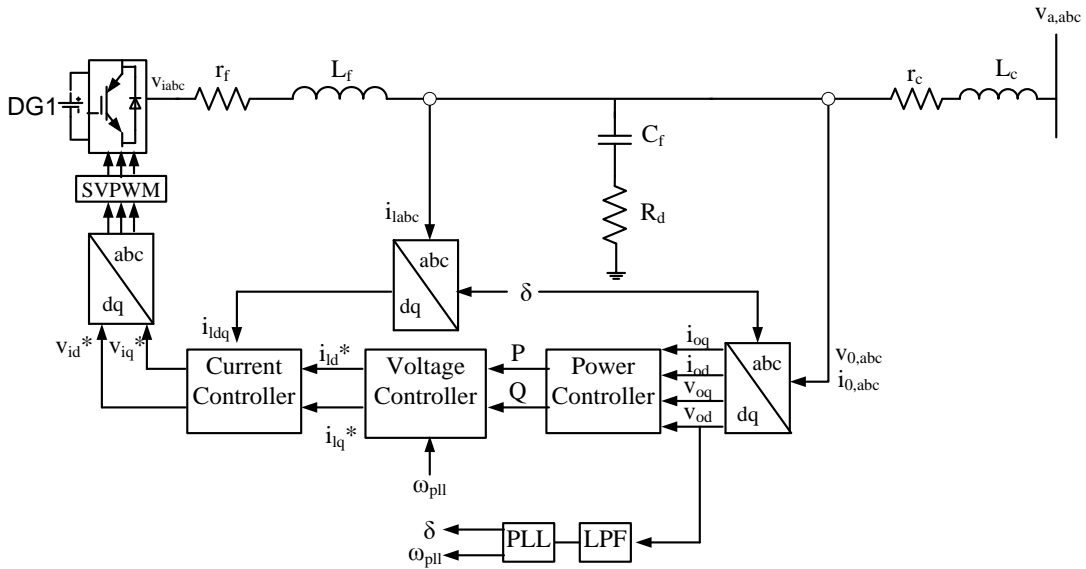 v_a,abc
DG1
v_iabc
r_f
L_f
r_c
L_c
C_f
R_d
SVPWM
abc
dq
i_labc
abc
dq
δ
abc
dq
v_0,abc
i_0,abc
v_id*
v_iq*
i_ldq
Current
Controller
i_ld*
i_lq*
Voltage
Controller
P
Q
Power
Controller
i_oq
i_od
v_oq
v_od
ω_pll
δ
ω_pll
PLL
LPF